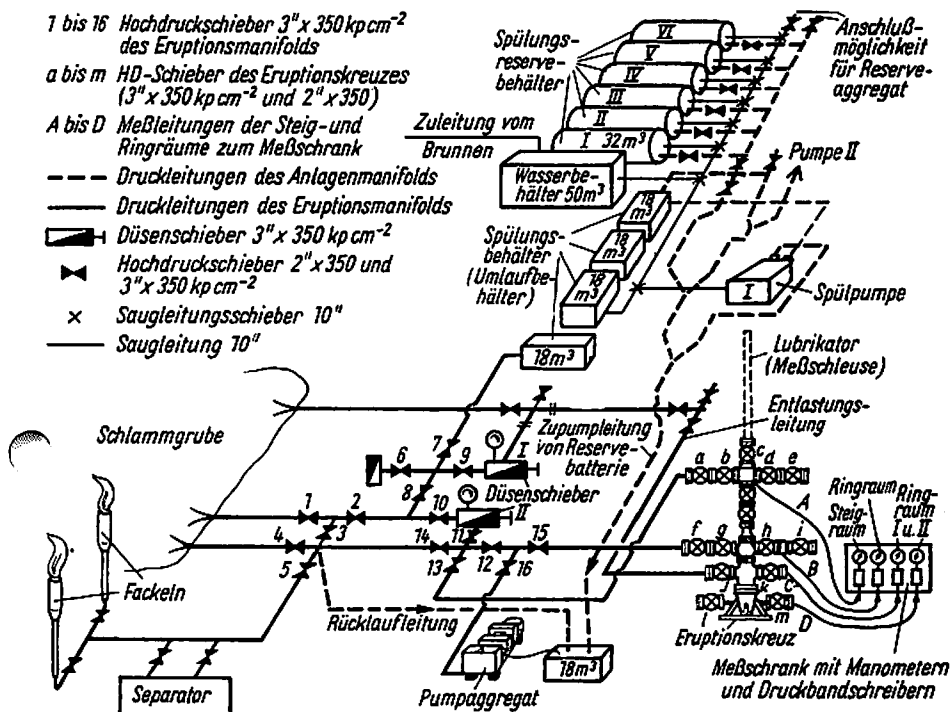 1 bis 16 Hochdruckschieber 3"x 350 kp cm⁻²
des Eruptionsmanifolds
a bis m HD-Schieber des Eruptionskreuzes
(3"x 350 kp cm⁻² und 2"x 350)
A bis D Meßleitungen der Steig- und
Ringräume zum Meßschrank
Druckleitungen des Anlagenmanifolds
Druckleitungen des Eruptionsmanifolds
Düsenschieber 3"x 350 kp cm⁻²
Hochdruckschieber 2"x 350 und
3"x 350 kp cm⁻²
Saugleitungsschieber 10"
Saugleitung 10"
Spülungs-
reserve-
behälter
VI
V
IV
III
II
I 32 m³
Anschluß-
möglichkeit
für Reserve-
aggregat
Zuleitung vom
Brunnen
Wasserbe-
hälter 50m³
Pumpe II
Spülungs-
behälter
(Umlaufbe-
hälter)
18
m³
18
m³
18
m³
18m³
I
Spülpumpe
Lubrikator
(Meßschleuse)
Entlastungs-
leitung
Zupumpleitung
von Reserve-
batterie
Schlammgrube
6
9
7
8
I
Düsenschieber
II
1
2
3
10
11
4
5
14
13
12
15
16
c
a
b
d
e
A
f
g
h
i
B
j
k
C
l
m
D
Eruptionskreuz
Ringraum
Steig-
raum
Ring-
raum
I u. II
Fackeln
Rücklaufleitung
Separator
Pumpaggregat
18m³
Meßschrank mit Manometern
und Druckbandschreibern